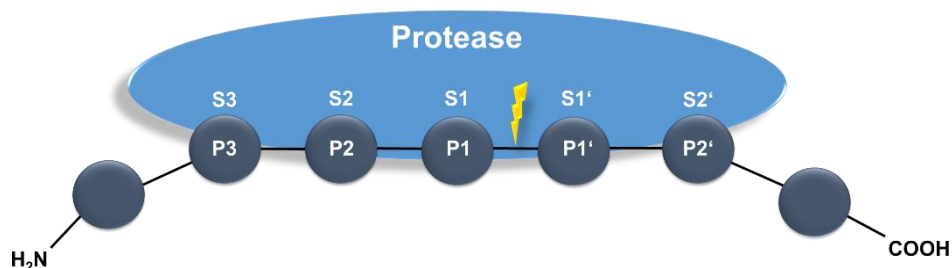 Protease
S3 S2 S1 S1‘ S2‘
P3 P2 P1 P1‘ P2‘
H₂N COOH